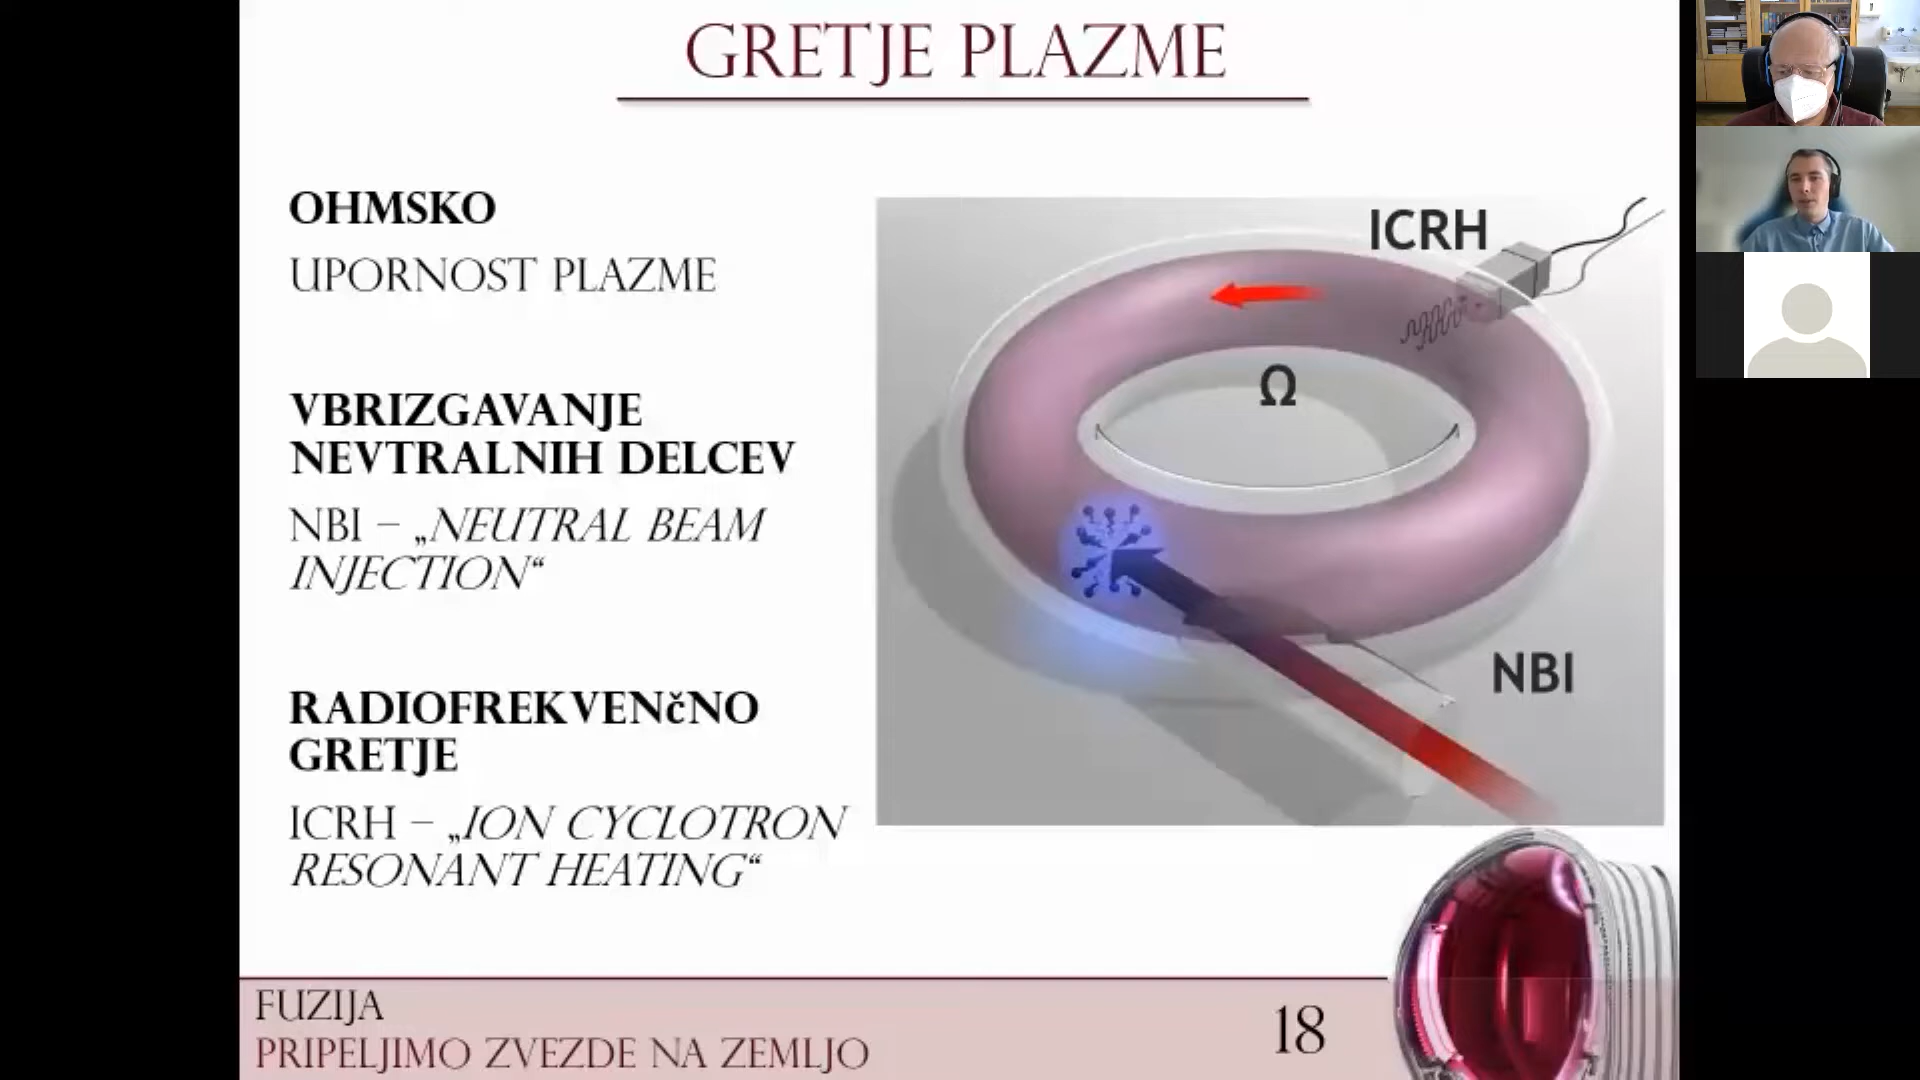 GRETJE PLAZME
OHMSKO
UPORNOST PLAZME
VBRIZGAVANJE
NEVTRALNIH DELCEV
NBI – „NEUTRAL BEAM
INJECTION“
RADIOFREKVENčNO
GRETJE
ICRH – „ION CYCLOTRON
RESONANT HEATING“
ICRH
Ω
NBI
FUZIJA
PRIPELJIMO ZVEZDE NA ZEMLJO
18